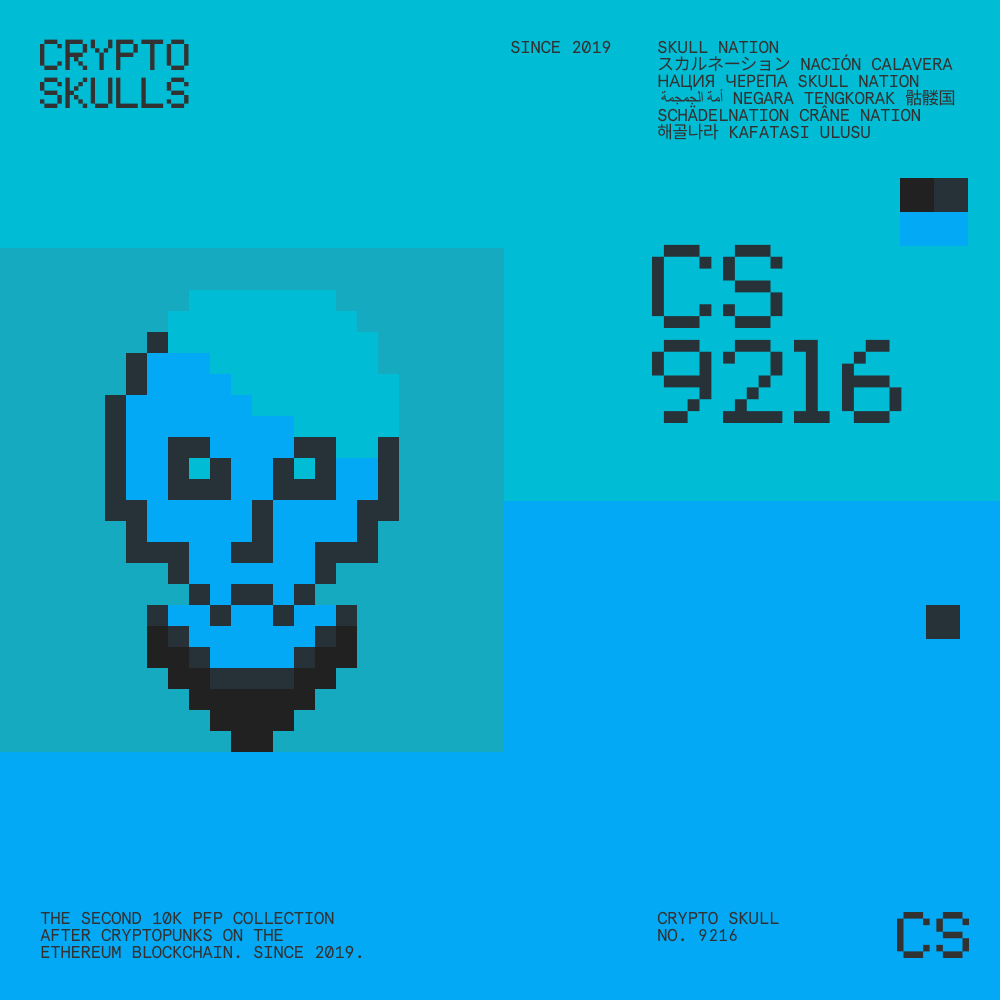 CRYPTO
SKULLS
SINCE 2019
SKULL NATION
スカルネーション NACIÓN CALAVERA
НАЦИЯ ЧЕРЕПА SKULL NATION
أمة الجمجمة NEGARA TENGKORAK 骷髅国
SCHÄDELNATION CRÂNE NATION
해골나라 KAFATASI ULUSU
CS
9216
THE SECOND 10K PFP COLLECTION
AFTER CRYPTOPUNKS ON THE
ETHEREUM BLOCKCHAIN. SINCE 2019.
CRYPTO SKULL
NO. 9216
CS